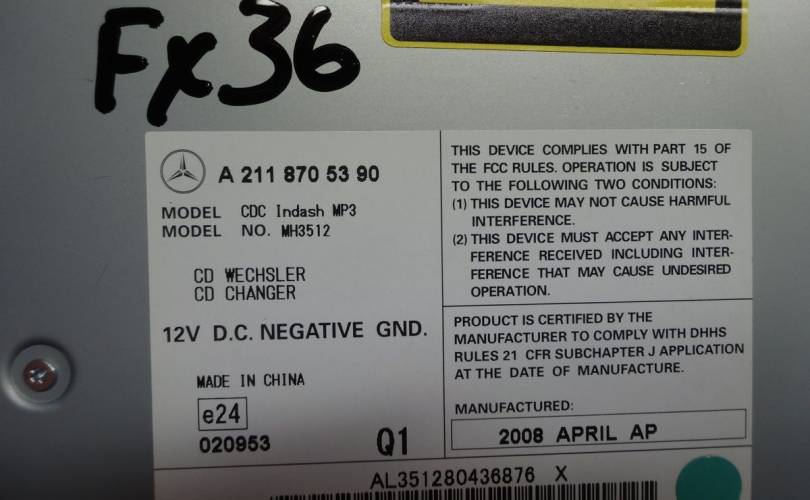 Fx36
A 211 870 53 90
MODEL CDC Indash MP3
MODEL NO. MH3512
CD WECHSLER
CD CHANGER
12V D.C. NEGATIVE GND.
MADE IN CHINA
e24
020953
Q1
THIS DEVICE COMPLIES WITH PART 15 OF
THE FCC RULES. OPERATION IS SUBJECT
TO THE FOLLOWING TWO CONDITIONS:
(1) THIS DEVICE MAY NOT CAUSE HARMFUL
INTERFERENCE.
(2) THIS DEVICE MUST ACCEPT ANY INTER-
FERENCE RECEIVED INCLUDING INTER-
FERENCE THAT MAY CAUSE UNDESIRED
OPERATION.
PRODUCT IS CERTIFIED BY THE
MANUFACTURER TO COMPLY WITH DHHS
RULES 21 CFR SUBCHAPTER J APPLICATION
AT THE DATE OF MANUFACTURE.
MANUFACTURED:
2008 APRIL AP
AL351280436876 X